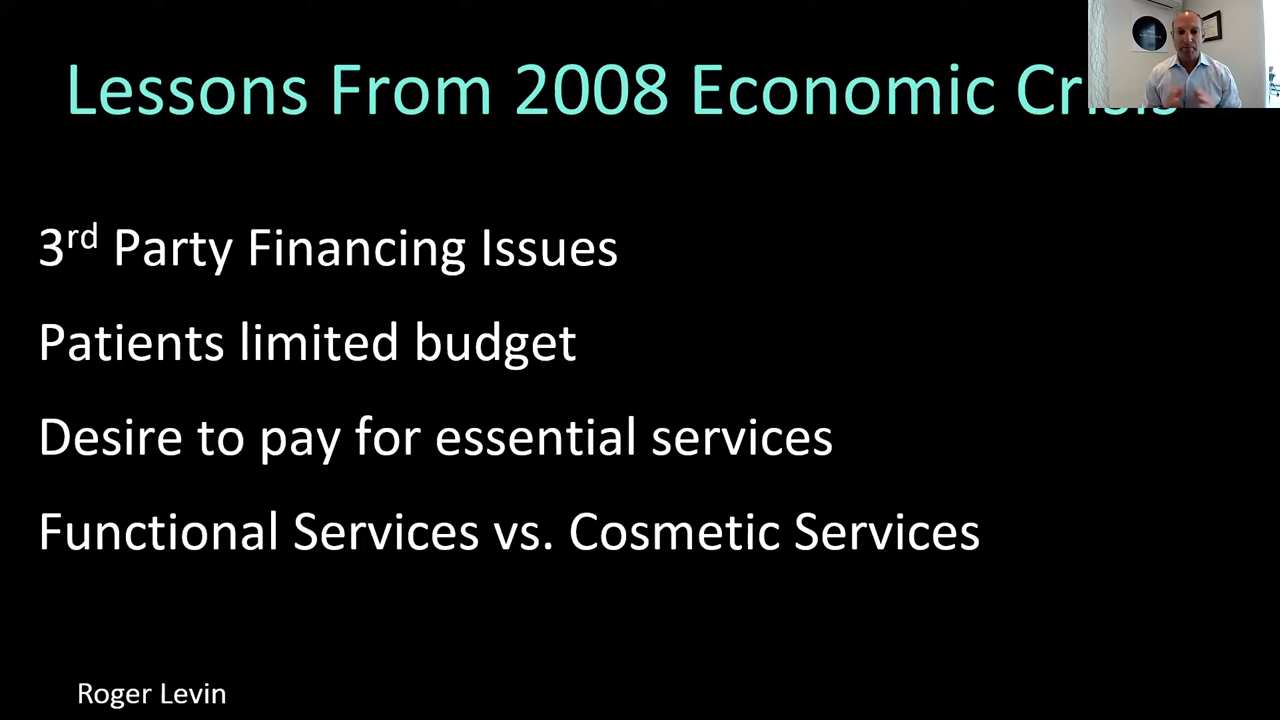 Lessons From 2008 Economic Crisis
3rd Party Financing Issues
Patients limited budget
Desire to pay for essential services
Functional Services vs. Cosmetic Services
Roger Levin